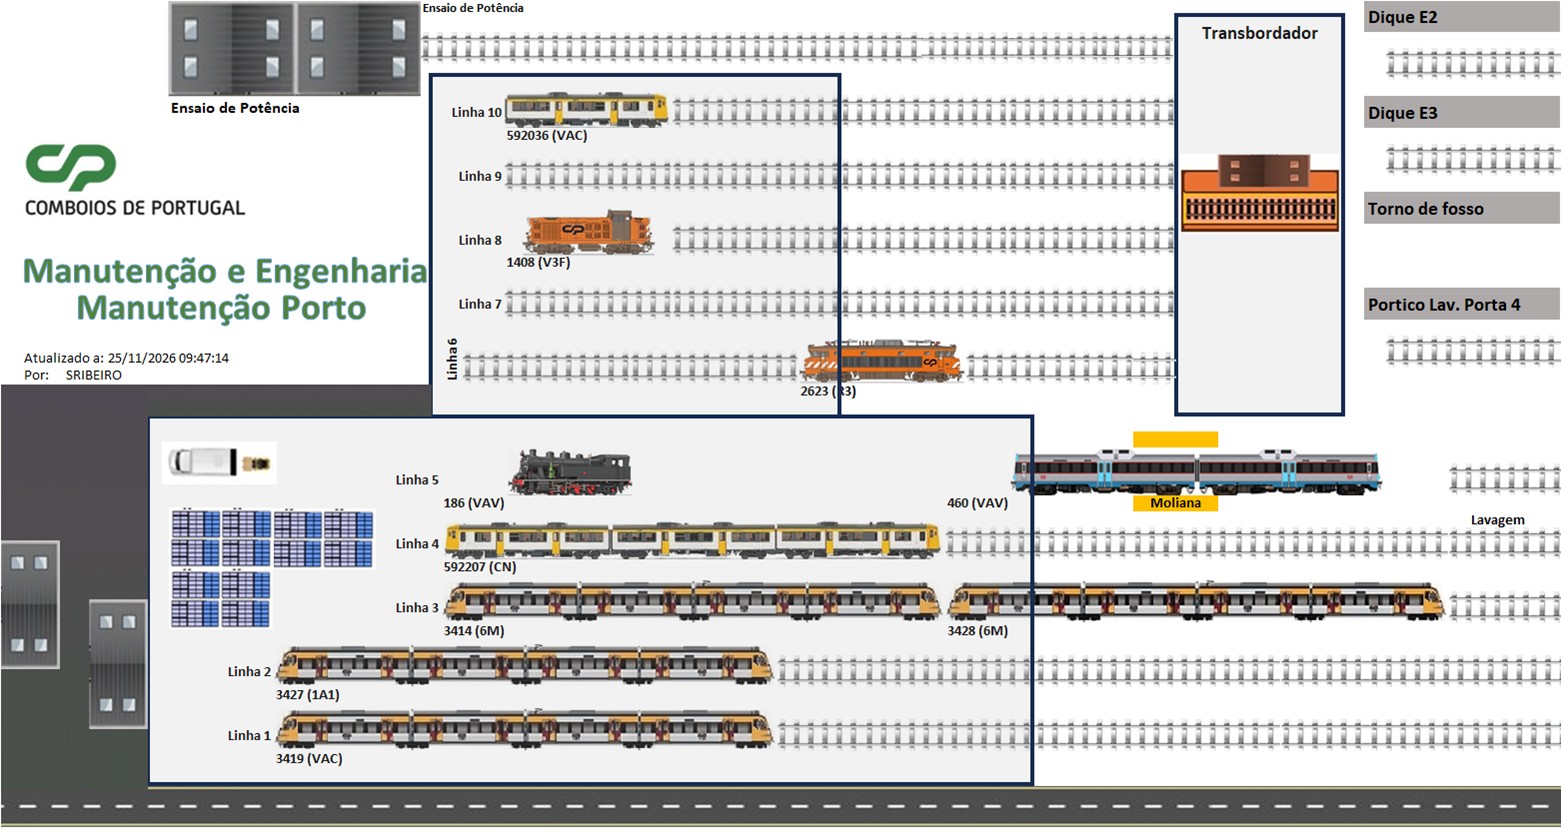 Ensaio de Potência
Ensaio de Potência
COMBOIOS DE PORTUGAL
Manutenção e Engenharia
Manutenção Porto
Atualizado a: 25/11/2026 09:47:14
Por: SRIBEIRO
Linha 10
592036 (VAC)
Linha 9
Linha 8
1408 (V3F)
Linha 7
Linha 6
2623 (R3)
Transbordador
Dique E2
Dique E3
Torno de fosso
Portico Lav. Porta 4
Linha 5
186 (VAV)
460 (VAV)
Moliana
Lavagem
Linha 4
592207 (CN)
Linha 3
3414 (6M)
3428 (6M)
Linha 2
3427 (1A1)
Linha 1
3419 (VAC)